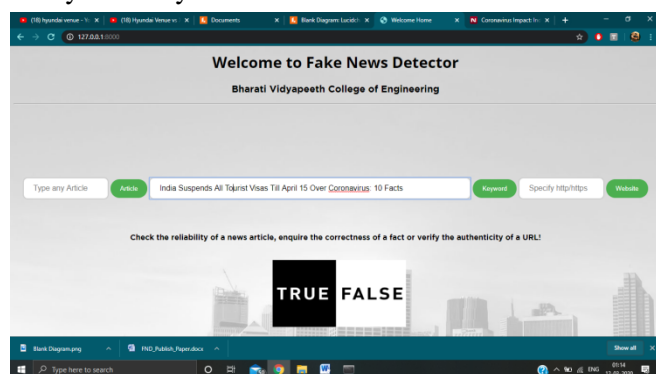 (18) hyundai venue - Yo
(18) Hyundai Venue vs
Documents
Blank Diagram: Lucidch
Welcome Home
Coronavirus Impact: Ind
127.0.0.1:8000
Welcome to Fake News Detector
Bharati Vidyapeeth College of Engineering
Type any Article Article India Suspends All Tourist Visas Till April 15 Over Coronavirus: 10 Facts Keyword Specify http/https Website
Check the reliability of a news article, enquire the correctness of a fact or verify the authenticity of a URL!
TRUE FALSE
Blank Diagram.png FND_Publish_Paper.docx Show all
Type here to search ENG 01:14
12-03-2020